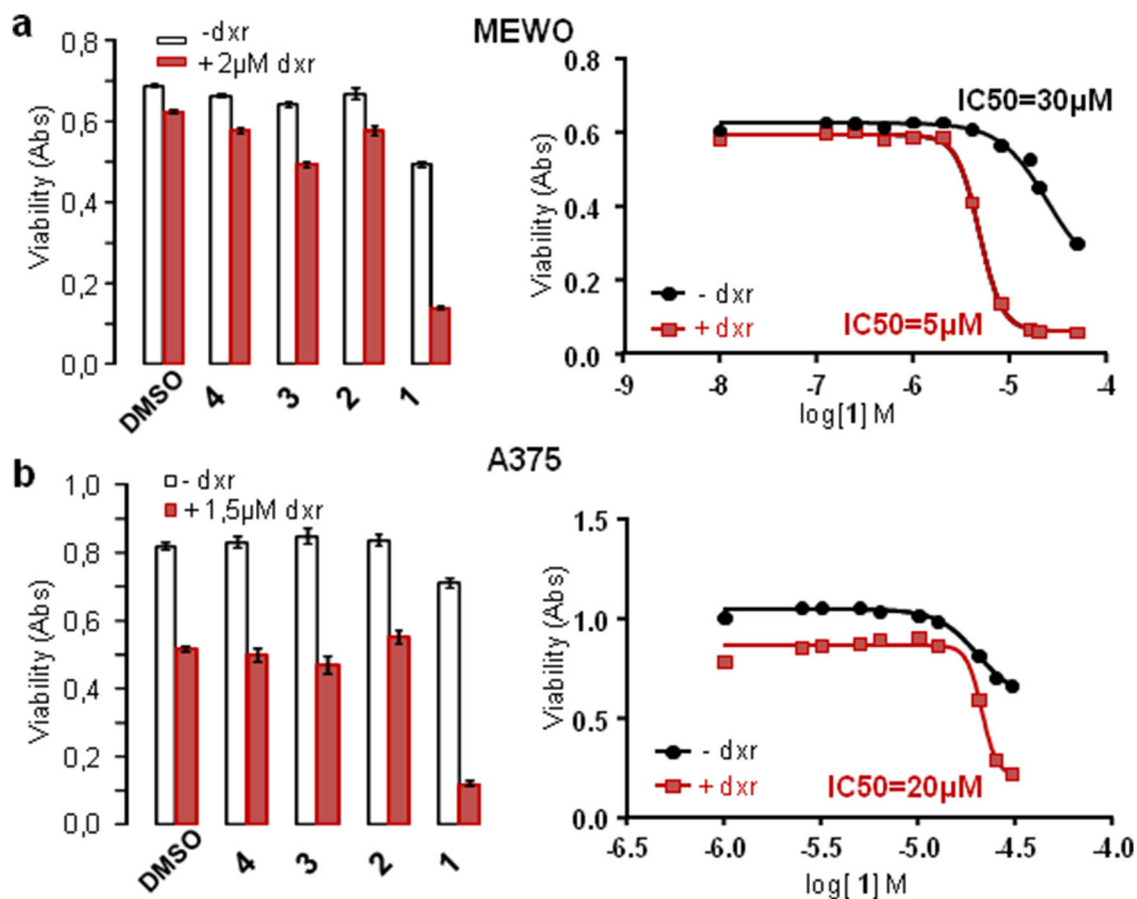 a
MEWO
-dxr
+2µM dxr
Viability (Abs)
0,8
0,6
0,4
0,2
0,0
DMSO 4 3 2 1
Viability (Abs)
0.8
0.6
0.4
0.2
0.0
IC50=30µM
- dxr
+ dxr
IC50=5µM
-9 -8 -7 -6 -5 -4
log[1] M
b
A375
- dxr
+1,5µM dxr
Viability (Abs)
1,0
0,8
0,6
0,4
0,2
0,0
DMSO 4 3 2 1
Viability (Abs)
1.5
1.0
0.5
0.0
- dxr
+ dxr
IC50=20µM
-6.5 -6.0 -5.5 -5.0 -4.5 -4.0
log[1] M